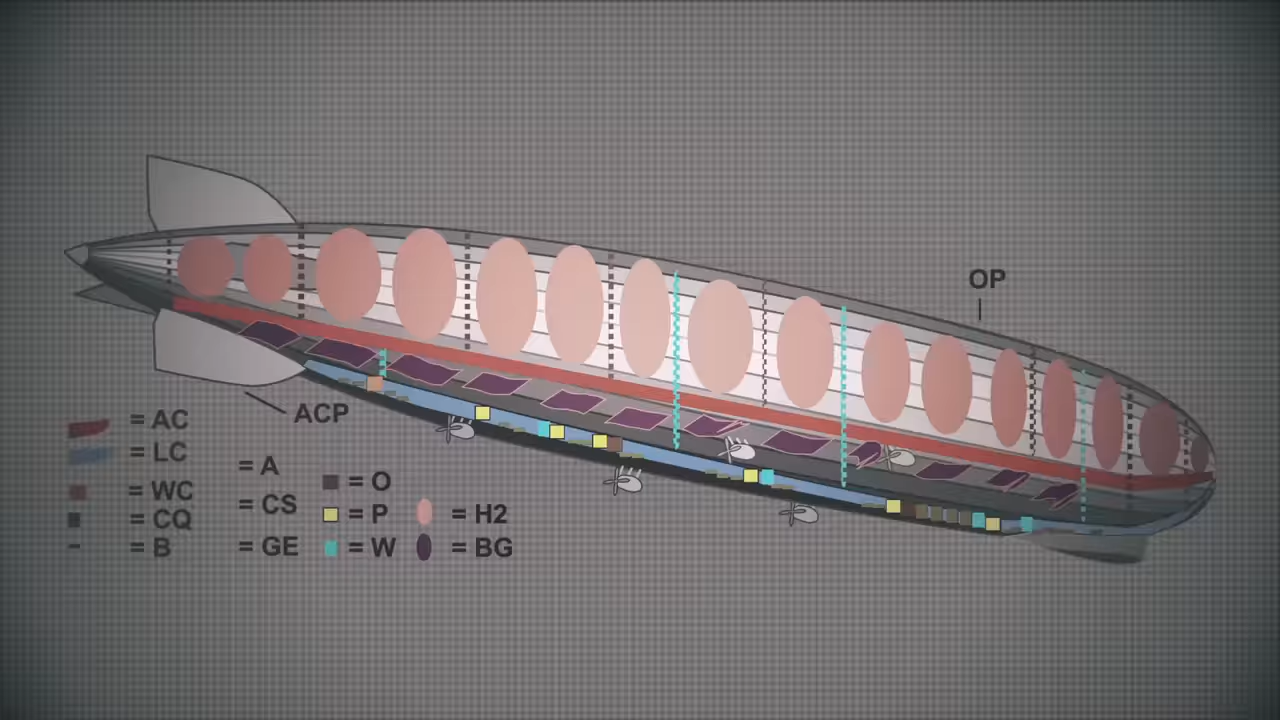 OP
ACP
= AC
= LC
= WC
= CQ
= B
= A
= CS
= GE
= O
= P
= W
= H2
= BG